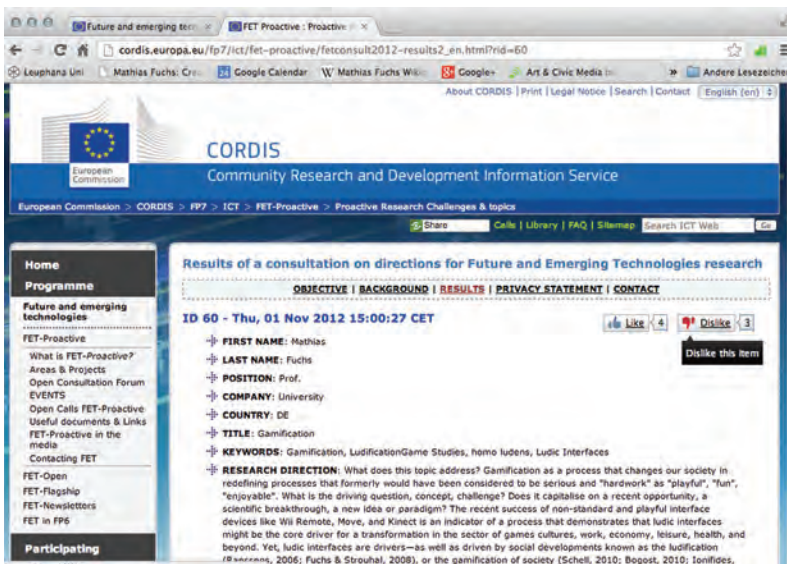 Future and emerging tec
FET Proactive : Proactive
cordis.europa.eu/fp7/ict/fet-proactive/fetconsult2012-results2_en.html?rid=60
Leuphana Uni Mathias Fuchs: Cre Google Calendar W Mathias Fuchs Wiki Google+ Art & Civic Media » Andere Lesezeichen
About CORDIS | Print | Legal Notice | Search | Contact English (en)
European
Commission
CORDIS
Community Research and Development Information Service
European Commission > CORDIS > FP7 > ICT > FET-Proactive > Proactive Research Challenges & topics
Share Calls | Library | FAQ | Sitemap Search ICT Web Go
Home
Programme
Future and emerging
technologies
FET-Proactive
What is FET-Proactive?
Areas & Projects
Open Consultation Forum
EVENTS
Open Calls FET-Proactive
Useful documents & Links
FET-Proactive in the
media
Contacting FET
FET-Open
FET-Flagship
FET-Newsletters
FET in FP6
Participating
Results of a consultation on directions for Future and Emerging Technologies research
OBJECTIVE | BACKGROUND | RESULTS | PRIVACY STATEMENT | CONTACT
ID 60 - Thu, 01 Nov 2012 15:00:27 CET
Like 4 Dislike 3
Dislike this item
FIRST NAME: Mathias
LAST NAME: Fuchs
POSITION: Prof.
COMPANY: University
COUNTRY: DE
TITLE: Gamification
KEYWORDS: Gamification, LudificationGame Studies, homo ludens, Ludic Interfaces
RESEARCH DIRECTION: What does this topic address? Gamification as a process that changes our society in
redefining processes that formerly would have been considered to be serious and "hardwork" as "playful", "fun",
"enjoyable". What is the driving question, concept, challenge? Does it capitalise on a recent opportunity, a
scientific breakthrough, a new idea or paradigm? The recent success of non-standard and playful interface
devices like Wii Remote, Move, and Kinect is an indicator of a process that demonstrates that ludic interfaces
might be the core driver for a transformation in the sector of games cultures, work, economy, leisure, health, and
beyond. Yet, ludic interfaces are drivers—as well as driven by social developments known as the ludification
2006; Fuchs & Strouhal, 2008), or the gamification of society (Schell, 2010; Bogost, 2010; Ionifides,